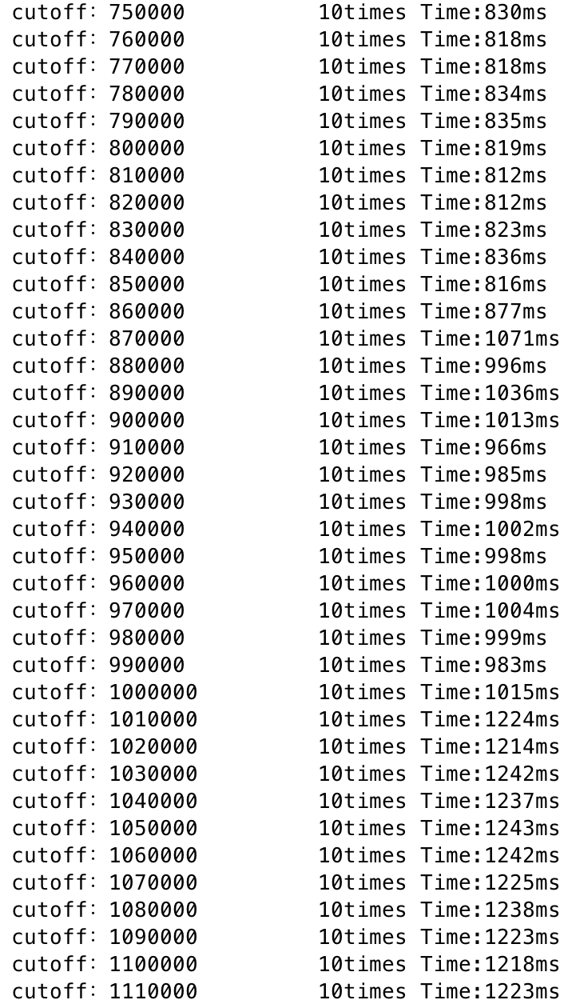 cutoff: 750000 10times Time:830ms
cutoff: 760000 10times Time:818ms
cutoff: 770000 10times Time:818ms
cutoff: 780000 10times Time:834ms
cutoff: 790000 10times Time:835ms
cutoff: 800000 10times Time:819ms
cutoff: 810000 10times Time:812ms
cutoff: 820000 10times Time:812ms
cutoff: 830000 10times Time:823ms
cutoff: 840000 10times Time:836ms
cutoff: 850000 10times Time:816ms
cutoff: 860000 10times Time:877ms
cutoff: 870000 10times Time:1071ms
cutoff: 880000 10times Time:996ms
cutoff: 890000 10times Time:1036ms
cutoff: 900000 10times Time:1013ms
cutoff: 910000 10times Time:966ms
cutoff: 920000 10times Time:985ms
cutoff: 930000 10times Time:998ms
cutoff: 940000 10times Time:1002ms
cutoff: 950000 10times Time:998ms
cutoff: 960000 10times Time:1000ms
cutoff: 970000 10times Time:1004ms
cutoff: 980000 10times Time:999ms
cutoff: 990000 10times Time:983ms
cutoff: 1000000 10times Time:1015ms
cutoff: 1010000 10times Time:1224ms
cutoff: 1020000 10times Time:1214ms
cutoff: 1030000 10times Time:1242ms
cutoff: 1040000 10times Time:1237ms
cutoff: 1050000 10times Time:1243ms
cutoff: 1060000 10times Time:1242ms
cutoff: 1070000 10times Time:1225ms
cutoff: 1080000 10times Time:1238ms
cutoff: 1090000 10times Time:1223ms
cutoff: 1100000 10times Time:1218ms
cutoff: 1110000 10times Time:1223ms